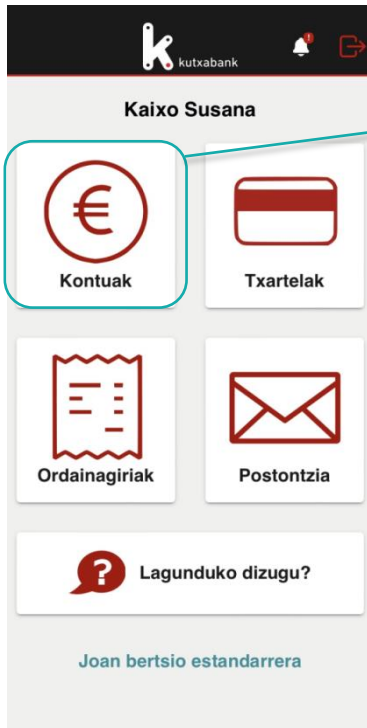 kutxabank
Kaixo Susana
Kontuak
Txartelak
Ordainagiriak
Postontzia
Lagunduko dizugu?
Joan bertsio estandarrera